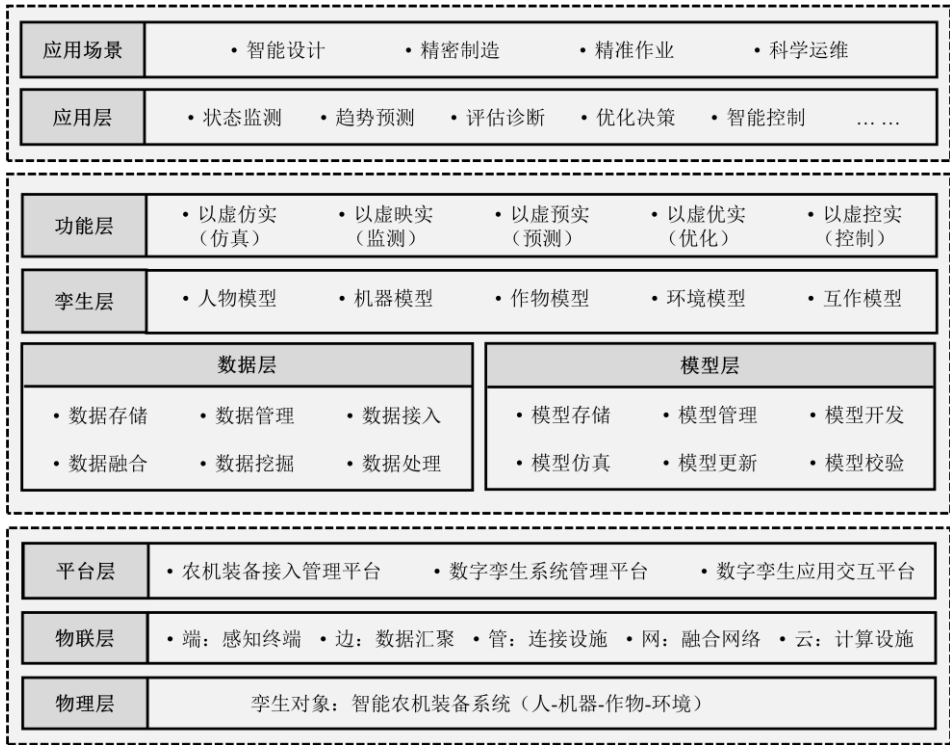 应用场景 • 智能设计 • 精密制造 • 精准作业 • 科学运维
应用层 • 状态监测 • 趋势预测 • 评估诊断 • 优化决策 • 智能控制 … …
功能层 • 以虚仿实 • 以虚映实 • 以虚预实 • 以虚优实 • 以虚控实
（仿真） （监测） （预测） （优化） （控制）
孪生层 • 人物模型 • 机器模型 • 作物模型 • 环境模型 • 互作模型
数据层
• 数据存储 • 数据管理 • 数据接入
• 数据融合 • 数据挖掘 • 数据处理
模型层
• 模型存储 • 模型管理 • 模型开发
• 模型仿真 • 模型更新 • 模型校验
平台层 • 农机装备接入管理平台 • 数字孪生系统管理平台 • 数字孪生应用交互平台
物联层 • 端：感知终端 • 边：数据汇聚 • 管：连接设施 • 网：融合网络 • 云：计算设施
物理层 孪生对象：智能农机装备系统（人-机器-作物-环境）